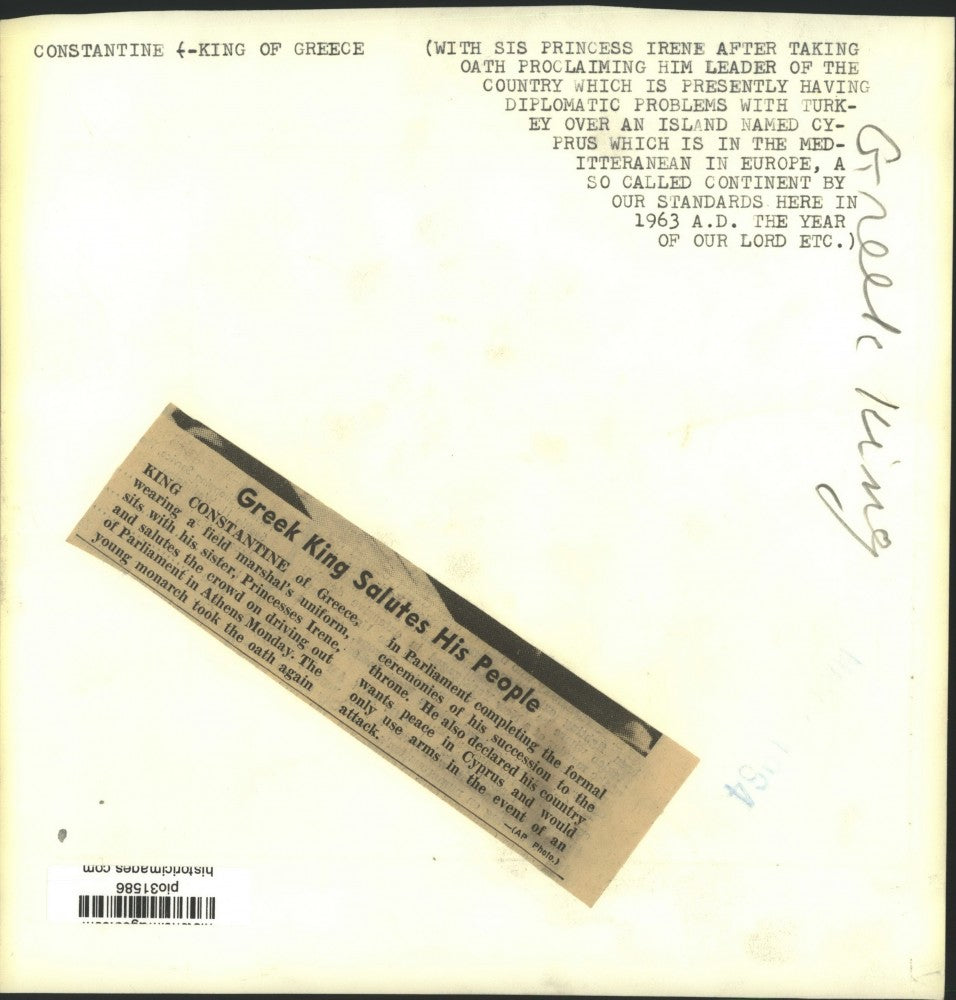 CONSTANTINE (-KING OF GREECE
(WITH SIS PRINCESS IRENE AFTER TAKING
OATH PROCLAIMING HIM LEADER OF THE
COUNTRY WHICH IS PRESENTLY HAVING
DIPLOMATIC PROBLEMS WITH TURK-
EY OVER AN ISLAND NAMED CY-
PRUS WHICH IS IN THE MED-
ITTERANEAN IN EUROPE, A
SO CALLED CONTINENT BY
OUR STANDARDS HERE IN
1963 A.D. THE YEAR
OF OUR LORD ETC.)
Greek King
Greek King Salutes His People
KING CONSTANTINE of Greece,
wearing a field marshal's uniform,
sits with his sister, Princesses Irene,
and salutes the crowd on driving out
of Parliament in Athens Monday. The
young monarch took the oath again
in Parliament completing the formal
ceremonies of his succession to the
throne. He also declared his country
wants peace in Cyprus and would
only use arms in the event of an
attack.
—(AP Photo.)
historicimages.com
pio31586